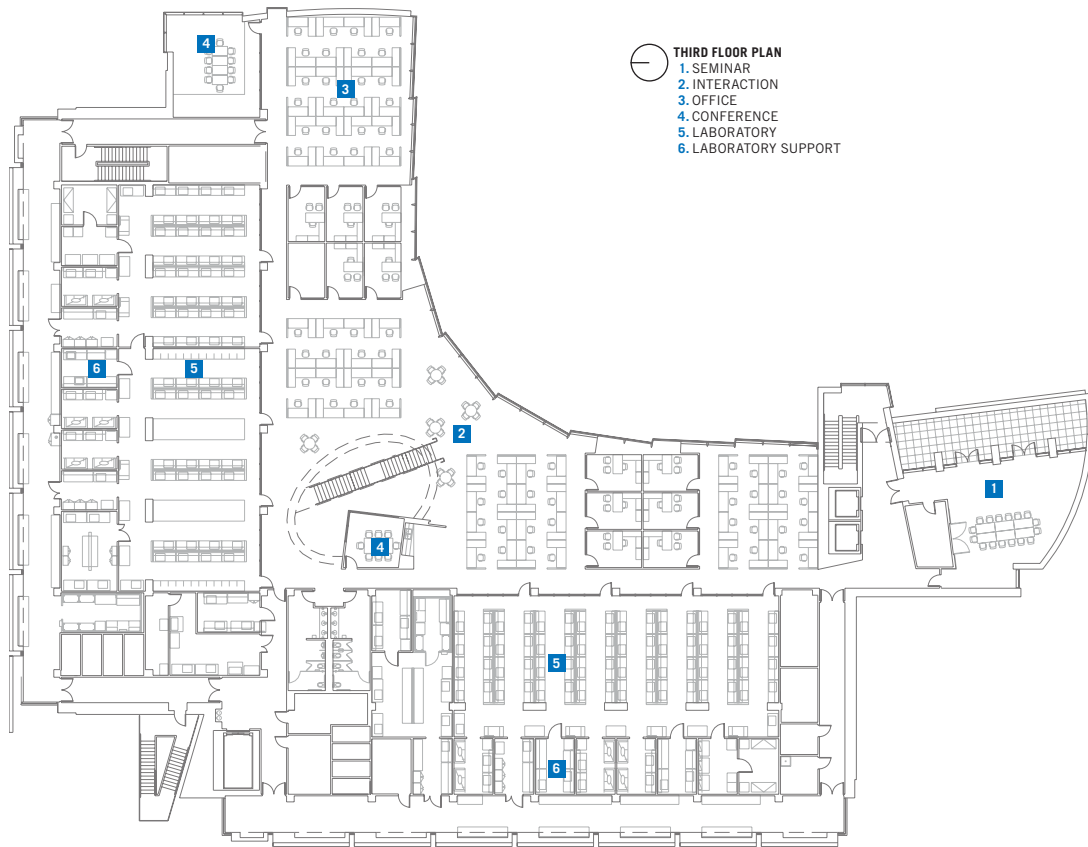 THIRD FLOOR PLAN
1. SEMINAR
2. INTERACTION
3. OFFICE
4. CONFERENCE
5. LABORATORY
6. LABORATORY SUPPORT
4
3
6
5
2
1
4
5
6